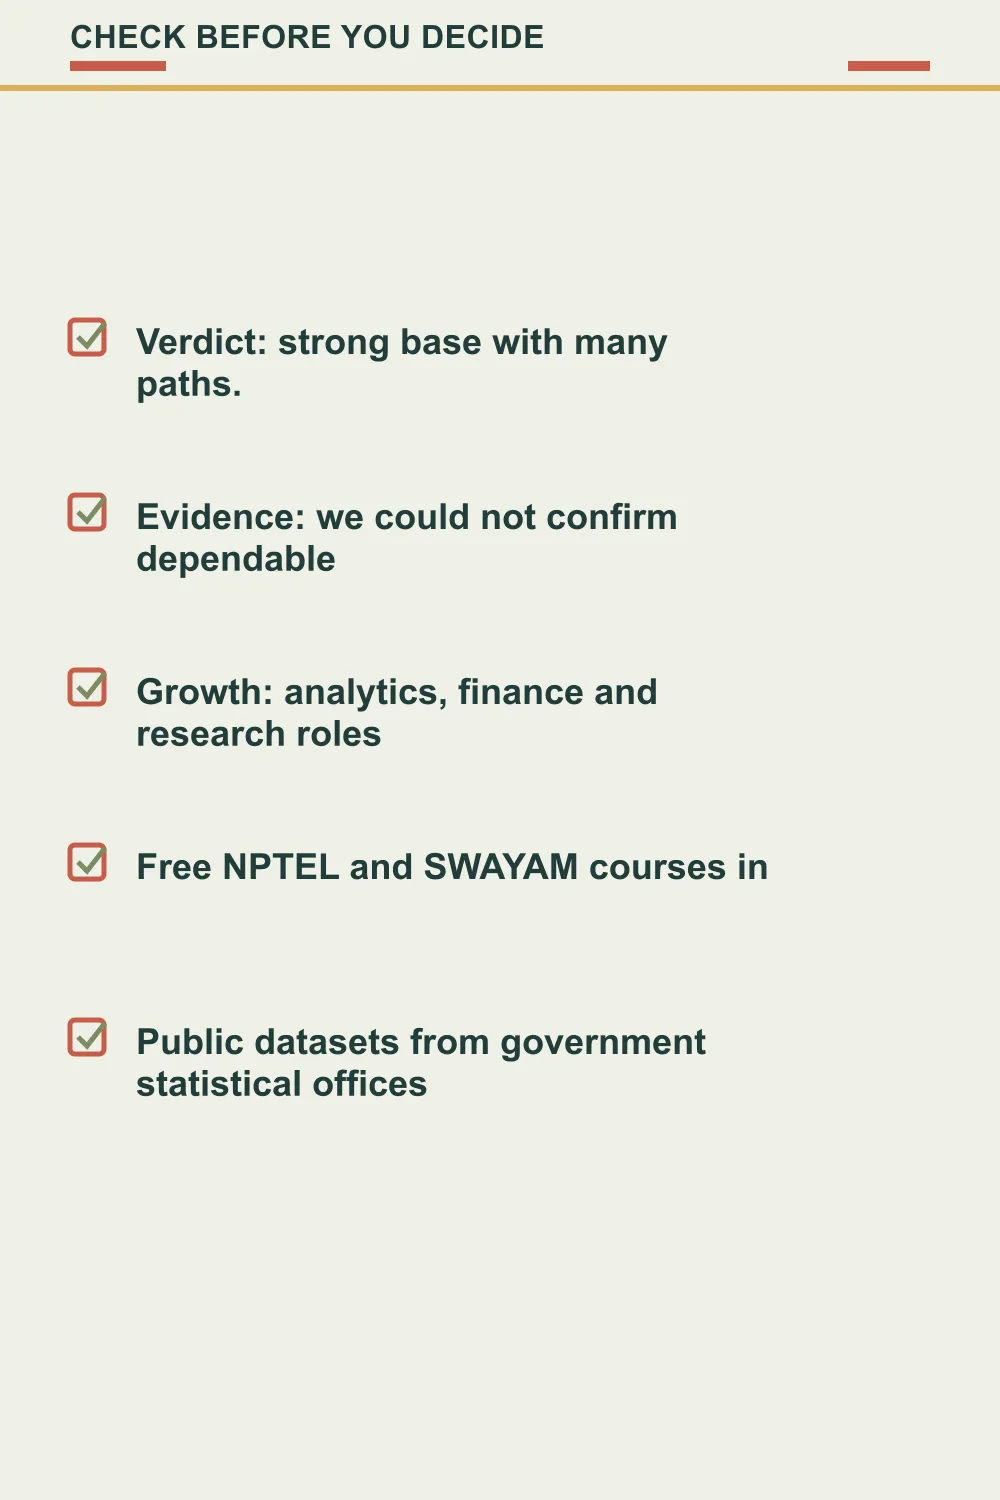 CHECK BEFORE YOU DECIDE
Verdict: strong base with many
paths.
Evidence: we could not confirm
dependable
Growth: analytics, finance and
research roles
Free NPTEL and SWAYAM courses in
Public datasets from government
statistical offices